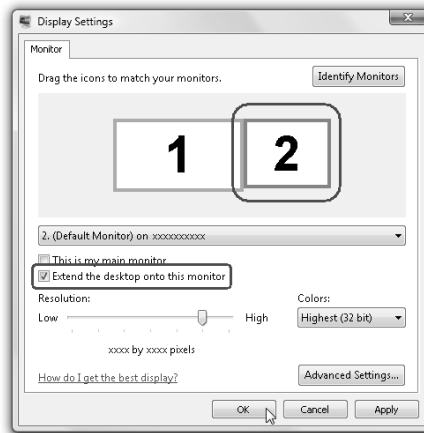 Display Settings
Monitor
Drag the icons to match your monitors.
Identify Monitors
1
2
2. (Default Monitor) on xxxxxxxxxx
This is my main monitor
Extend the desktop onto this monitor
Resolution:
Colors:
Low
High
Highest (32 bit)
xxxx by xxxx pixels
How do I get the best display?
Advanced Settings...
OK
Cancel
Apply